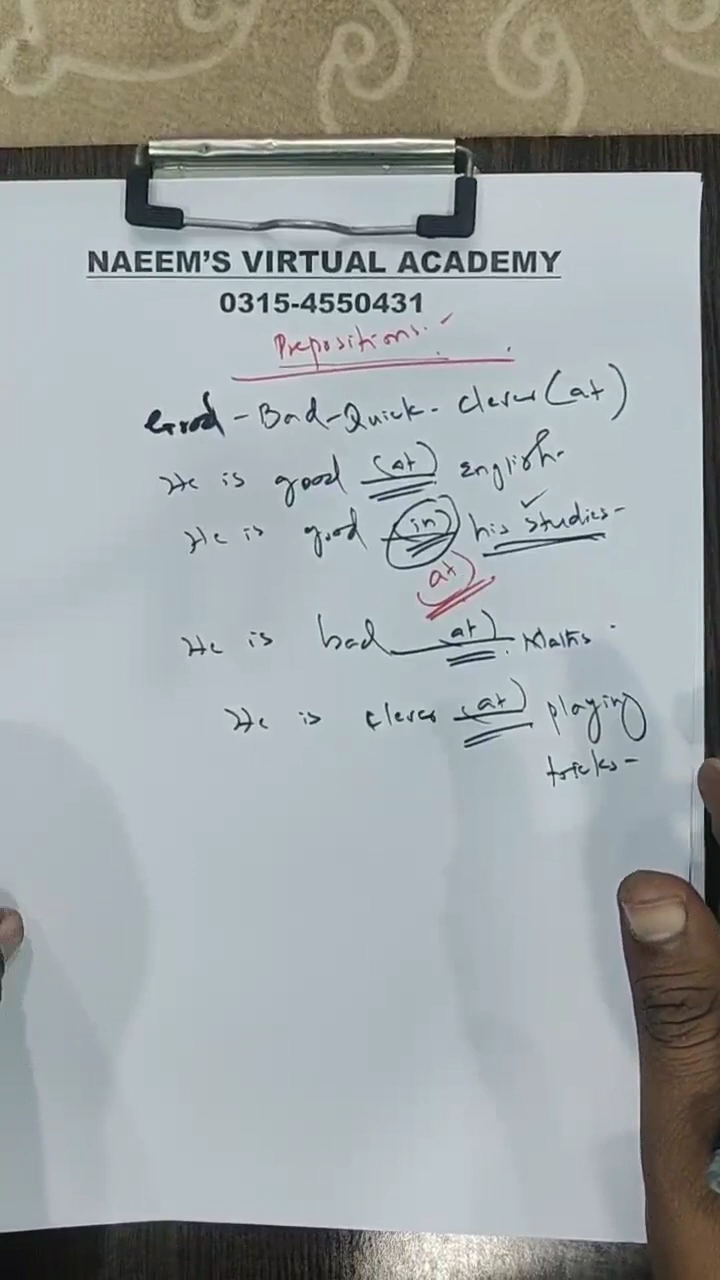 NAEEM'S VIRTUAL ACADEMY
0315-4550431
Prepositions.
Good - Bad - Quick - Clever (at)
He is good (at) English.
He is good (in) his studies -
at)
He is bad at) Maths.
He is clever (at) playing
tricks -